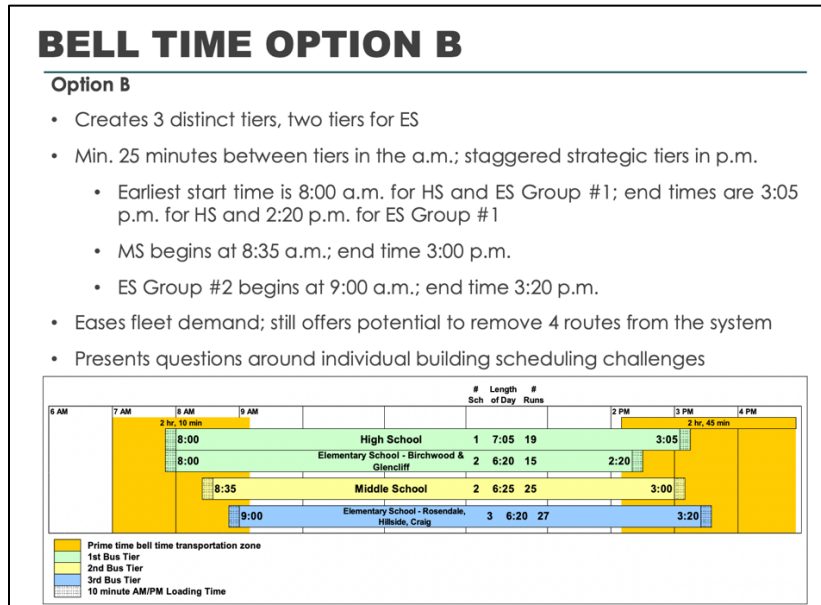 BELL TIME OPTION B
Option B
• Creates 3 distinct tiers, two tiers for ES
• Min. 25 minutes between tiers in the a.m.; staggered strategic tiers in p.m.
• Earliest start time is 8:00 a.m. for HS and ES Group #1; end times are 3:05
p.m. for HS and 2:20 p.m. for ES Group #1
• MS begins at 8:35 a.m.; end time 3:00 p.m.
• ES Group #2 begins at 9:00 a.m.; end time 3:20 p.m.
• Eases fleet demand; still offers potential to remove 4 routes from the system
• Presents questions around individual building scheduling challenges
# Length #
Sch of Day Runs
6 AM 7 AM 8 AM 9 AM 2 PM 3 PM 4 PM
2 hr, 10 min 2 hr, 45 min
8:00 High School 1 7:05 19 3:05
8:00 Elementary School - Birchwood & 2 6:20 15 2:20
Glencliff
8:35 Middle School 2 6:25 25 3:00
9:00 Elementary School - Rosendale, 3 6:20 27 3:20
Hillside, Craig
Prime time bell time transportation zone
1st Bus Tier
2nd Bus Tier
3rd Bus Tier
10 minute AM/PM Loading Time